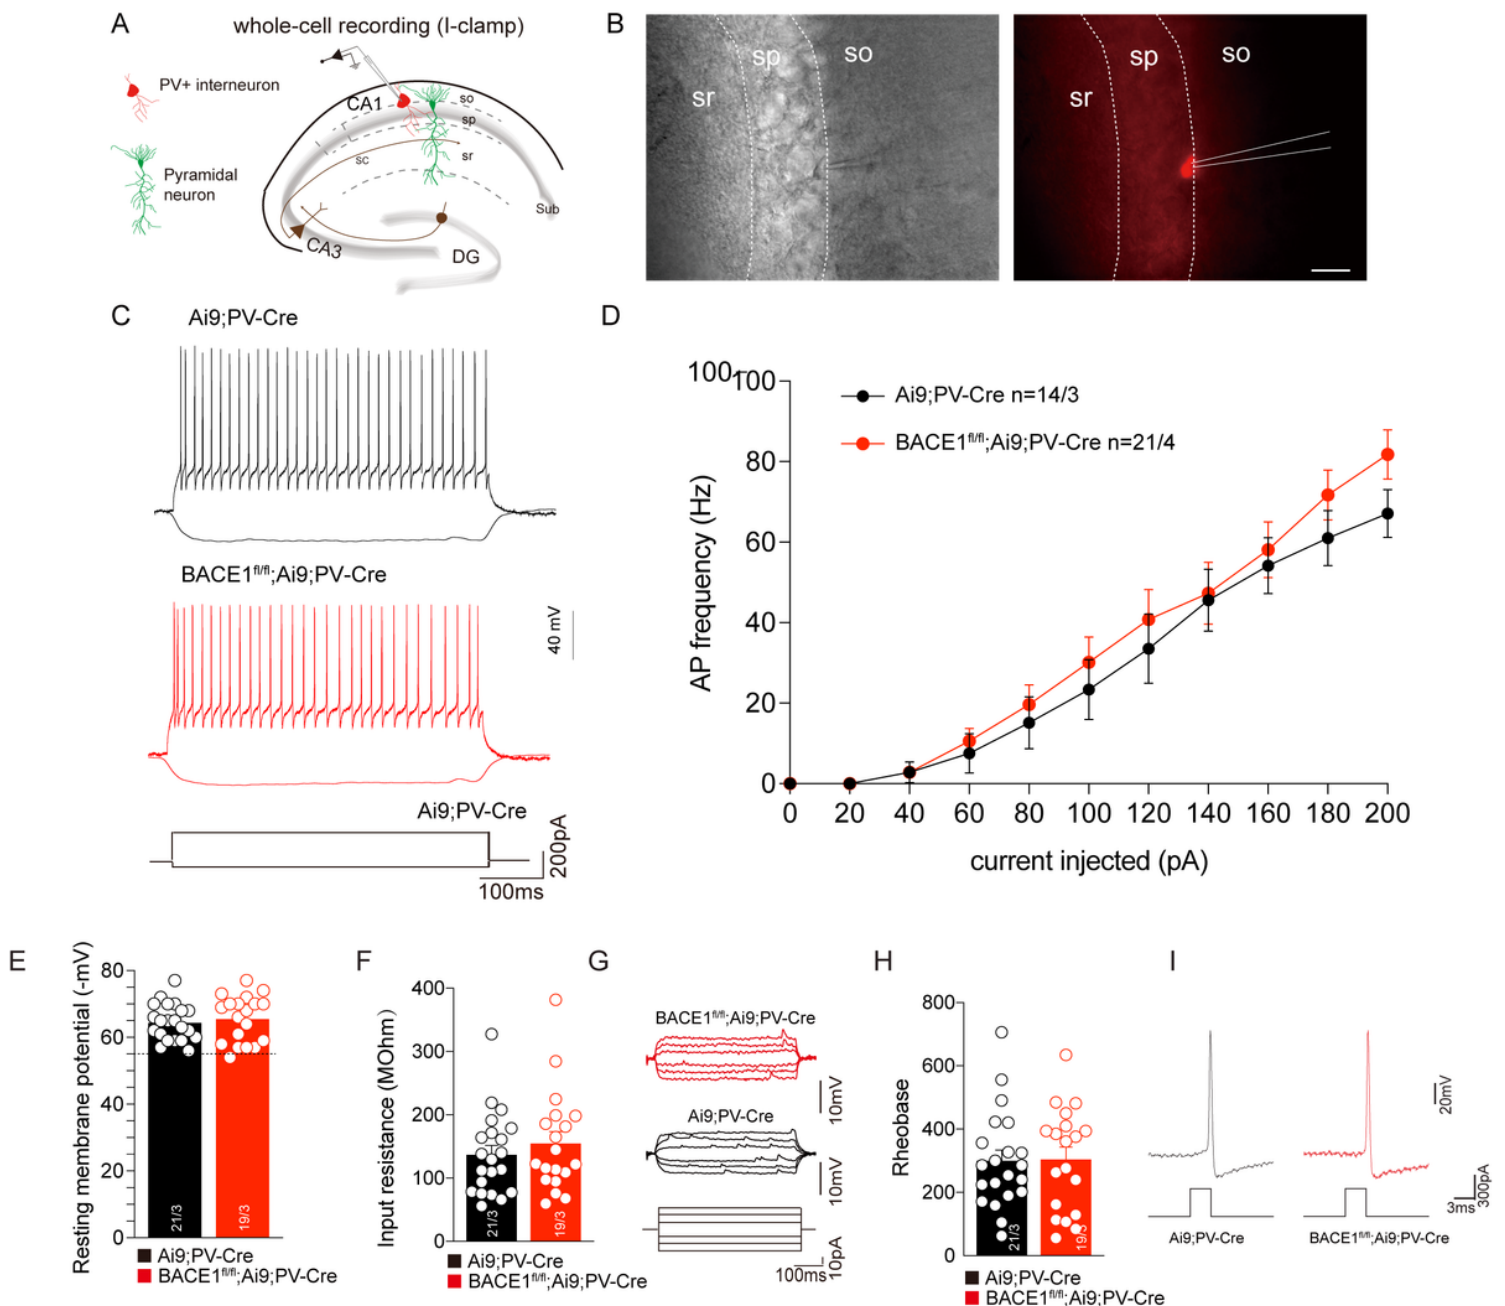 A
whole-cell recording (I-clamp)
PV+ interneuron
Pyramidal
neuron
CA1
so
sp
sc
sr
Sub
CA3
DG
B
sr
sp
so
sr
sp
so
C
Ai9;PV-Cre
BACE1fl/fl;Ai9;PV-Cre
40 mV
Ai9;PV-Cre
200pA
100ms
D
100
100
80
60
40
20
0
AP frequency (Hz)
Ai9;PV-Cre n=14/3
BACE1fl/fl;Ai9;PV-Cre n=21/4
0 20 40 60 80 100 120 140 160 180 200
current injected (pA)
E
Resting membrane potential (-mV)
80
60
40
20
0
21/3
19/3
Ai9;PV-Cre
BACE1fl/fl;Ai9;PV-Cre
F
Input resistance (MOhm)
400
300
200
100
0
21/3
19/3
Ai9;PV-Cre
BACE1fl/fl;Ai9;PV-Cre
G
BACE1fl/fl;Ai9;PV-Cre
10mV
Ai9;PV-Cre
10mV
10pA
100ms
H
Rheobase
800
600
400
200
0
21/3
19/3
Ai9;PV-Cre
BACE1fl/fl;Ai9;PV-Cre
I
20mV
300pA
3ms
Ai9;PV-Cre
BACE1fl/fl;Ai9;PV-Cre